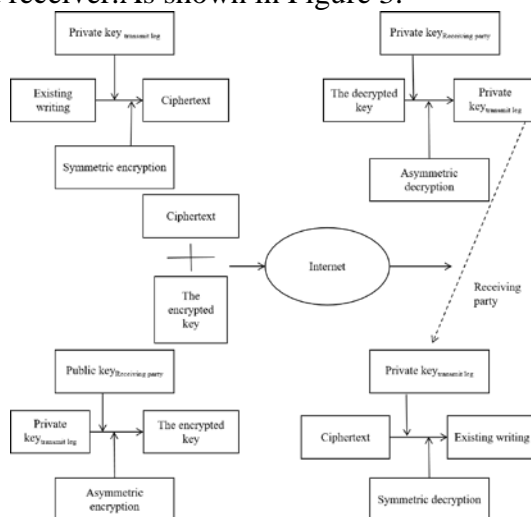 receiver.As shown in Figure 3.
Private key transmit leg
Existing writing
Ciphertext
Symmetric encryption
Private key Receiving party
The decrypted
key
Private
key transmit leg
Asymmetric
decryption
Ciphertext
The
encrypted
key
Internet
Receiving
party
Public key Receiving party
Private
key transmit leg
The encrypted
key
Asymmetric
encryption
Private key transmit leg
Ciphertext
Existing writing
Symmetric decryption